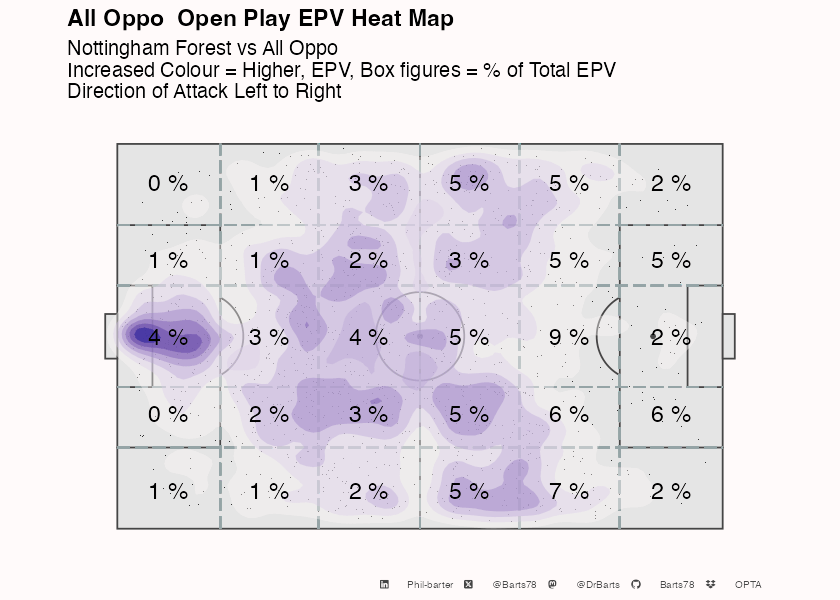 All Oppo  Open Play EPV Heat Map
Nottingham Forest vs All Oppo
Increased Colour = Higher, EPV, Box figures = % of Total EPV
Direction of Attack Left to Right
0 % 1 % 3 % 5 % 5 % 2 %
1 % 1 % 2 % 3 % 5 % 5 %
4 % 3 % 4 % 5 % 9 % 2 %
0 % 2 % 3 % 5 % 6 % 6 %
1 % 1 % 2 % 5 % 7 % 2 %
Phil-barter @Barts78 @DrBarts Barts78 OPTA